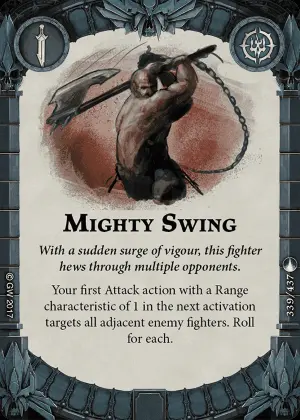 MIGHTY SWING
With a sudden surge of vigour, this fighter
hews through multiple opponents.
Your first Attack action with a Range
characteristic of 1 in the next activation
targets all adjacent enemy fighters. Roll
for each.
© GW 2017
339/437